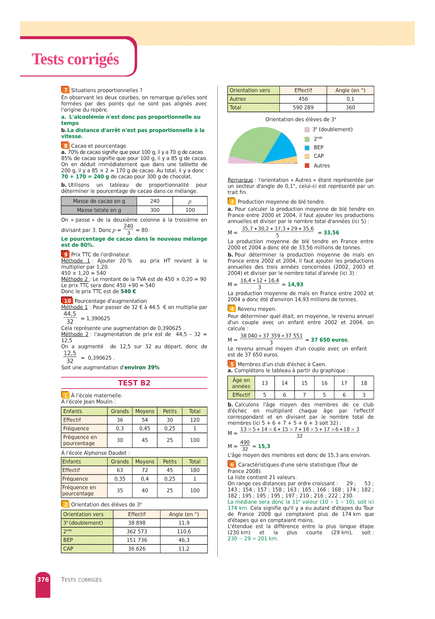 Tests corrigés
7 Situations proportionnelles ?
En observant les deux courbes, on remarque qu'elles sont
formées par des points qui ne sont pas alignés avec
l'origine du repère.
a. L'alcoolémie n'est donc pas proportionnelle au
temps
b. La distance d'arrêt n'est pas proportionnelle à la
vitesse.
8 Cacao et pourcentage.
a. 70% de cacao signifie que pour 100 g, il y a 70 g de cacao
85% de cacao signifie que pour 100 g, il y a 85 g de cacao.
On en déduit immédiatement que dans une tablette de
200 g, il y a 85 × 2 = 170 g de cacao. Au total, il y a donc :
70 + 170 = 240 g de cacao pour 300 g de chocolat.
b. Utilisons un tableau de proportionnalité pour
déterminer le pourcentage de cacao dans ce mélange.
Masse de cacao en g 240 p
Masse totale en g 300 100
On « passe » de la deuxième colonne à la troisième en
divisant par 3. Donc p = 240/3 = 80.
Le pourcentage de cacao dans le nouveau mélange
est de 80%.
9 Prix TTC de l'ordinateur.
Méthode 1 : Ajouter 20 % au prix HT revient à le
multiplier par 1,20.
450 × 1,20 = 540
Méthode 2 : Le montant de la TVA est de 450 × 0,20 = 90
Le prix TTC sera donc 450 +90 = 540
Donc le prix TTC est de 540 €
10 Pourcentage d'augmentation
Méthode 1 : Pour passer de 32 € à 44,5 € on multiplie par
44,5/32 = 1,390625
Cela représente une augmentation de 0,390625 .
Méthode 2 : l'augmentation de prix est de 44,5 – 32 =
12,5
On a augmenté de 12,5 sur 32 au départ, donc de
12,5/32 = 0,390625 .
Soit une augmentation d'environ 39%
TEST B2
1 À l'école maternelle.
À l'école Jean Moulin :
Enfants Grands Moyens Petits Total
Effectif 36 54 30 120
Fréquence 0,3 0,45 0,25 1
Fréquence en
pourcentage 30 45 25 100
À l'école Alphonse Daudet :
Enfants Grands Moyens Petits Total
Effectif 63 72 45 180
Fréquence 0,35 0,4 0,25 1
Fréquence en
pourcentage 35 40 25 100
2 Orientation des élèves de 3e
Orientation vers Effectif Angle (en °)
3e (doublement) 38 898 11,9
2nde 362 573 110,6
BEP 151 736 46,3
CAP 36 626 11,2
Orientation vers Effectif Angle (en °)
Autres 456 0,1
Total 590 289 360
Orientation des élèves de 3e
3e (doublement)
2nde
BEP
CAP
Autres
Remarque : l'orientation « Autres » étant représentée par
un secteur d'angle de 0,1°, celui-ci est représenté par un
trait fin.
3 Production moyenne de blé tendre.
a. Pour calculer la production moyenne de blé tendre en
France entre 2000 et 2004, il faut ajouter les productions
annuelles et diviser par le nombre total d'années (ici 5) :
M = 35,7 + 30,2 + 37,3 + 29 + 35,6/5 = 33,56
La production moyenne de blé tendre en France entre
2000 et 2004 a donc été de 33,56 millions de tonnes.
b. Pour déterminer la production moyenne de maïs en
France entre 2002 et 2004, il faut ajouter les productions
annuelles des trois années concernées (2002, 2003 et
2004) et diviser par le nombre total d'année (ici 3) :
M = 16,4 + 12 + 16,4/3 ≈ 14,93
La production moyenne de maïs en France entre 2002 et
2004 a donc été d'environ 14,93 millions de tonnes.
4 Revenu moyen.
Pour déterminer quel était, en moyenne, le revenu annuel
d'un couple avec un enfant entre 2002 et 2004, on
calcule :
M = 38 040 + 37 359 + 37 551/3 = 37 650 euros.
Le revenu annuel moyen d'un couple avec un enfant
est de 37 650 euros.
5 Membres d'un club d'échec à Caen.
a. Complétons le tableau à partir du graphique :
Âge en
années 13 14 15 16 17 18
Effectif 5 6 7 5 6 3
b. Calculons l'âge moyen des membres de ce club
d'échec en multipliant chaque âge par l'effectif
correspondant et en divisant par le nombre total de
membres (ici 5 + 6 + 7 + 5 + 6 + 3 soit 32) :
M = 13 × 5 + 14 × 6 + 15 × 7 + 16 × 5 + 17 × 6 + 18 × 3/32
M = 490/32 ≈ 15,3
L'âge moyen des membres est donc de 15,3 ans environ.
6 Caractéristiques d'une série statistique (Tour de
France 2008).
La liste contient 21 valeurs.
On range ces distances par ordre croissant : 29 ; 53 ;
143 ; 154 ; 157 ; 158 ; 163 ; 165 ; 166 ; 168 ; 174 ; 182 ;
182 ; 195 ; 195 ; 195 ; 197 ; 210 ; 216 ; 222 ; 230.
La médiane sera donc la 11e valeur (10 + 1 + 10), soit ici
174 km. Cela signifie qu'il y a eu autant d'étapes du Tour
de France 2008 qui comptaient plus de 174 km que
d'étapes qui en comptaient moins.
L'étendue est la différence entre la plus longue étape
(230 km) et la plus courte (29 km), soit :
230 – 29 = 201 km.
376 TESTS CORRIGÉS